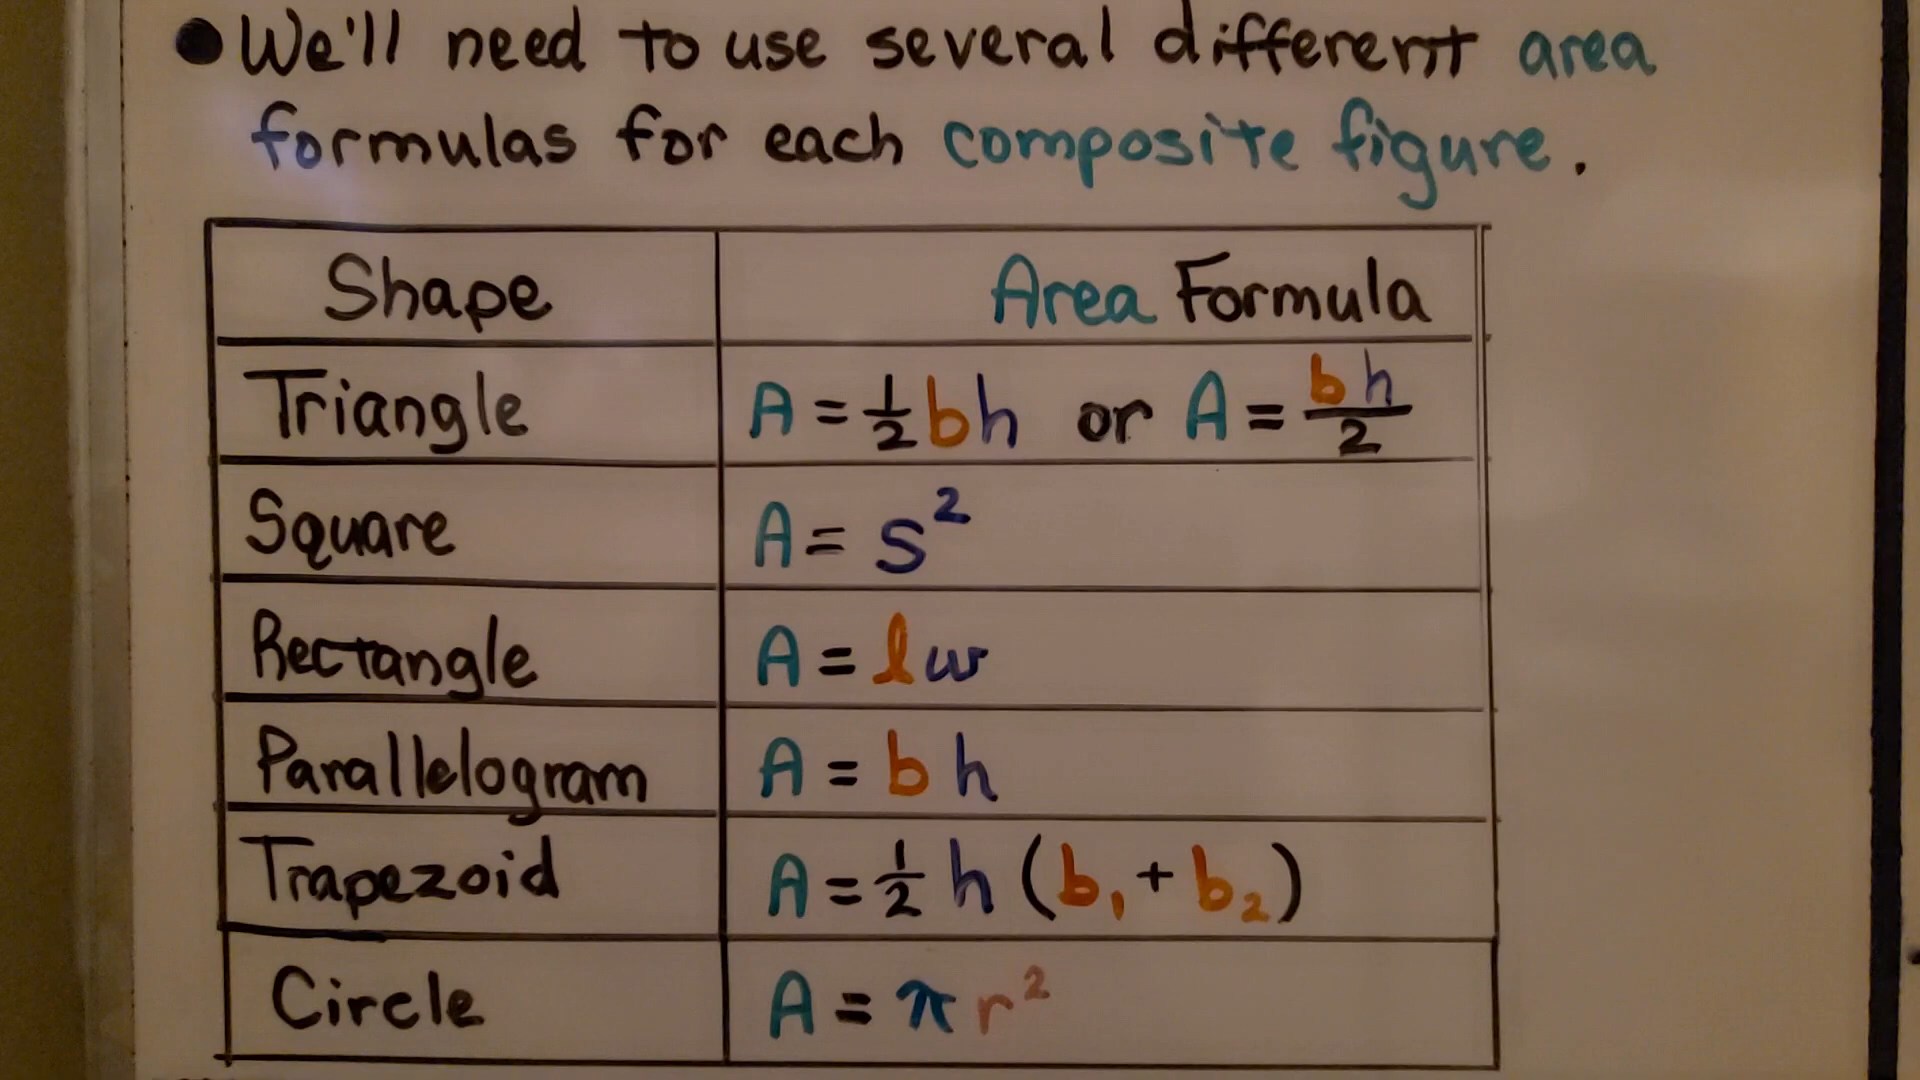 ● We'll need to use several different area
formulas for each composite figure.
Shape Area Formula
Triangle A = ½bh or A = bh/2
Square A = s²
Rectangle A = lw
Parallelogram A = bh
Trapezoid A = ½ h (b₁ + b₂)
Circle A = πr²